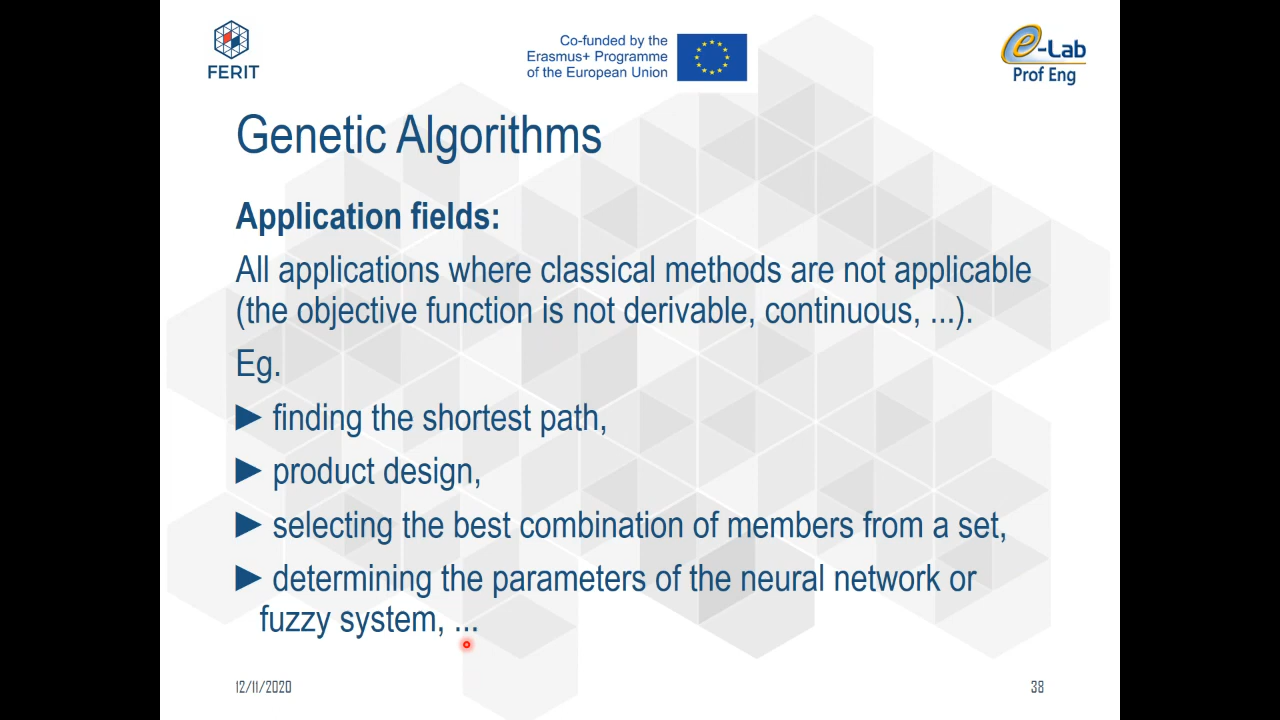 FERIT
Co-funded by the
Erasmus+ Programme
of the European Union
e-Lab
Prof Eng
Genetic Algorithms
Application fields:
All applications where classical methods are not applicable
(the objective function is not derivable, continuous, ...).
Eg.
► finding the shortest path,
► product design,
► selecting the best combination of members from a set,
► determining the parameters of the neural network or
fuzzy system, ...
12/11/2020
38